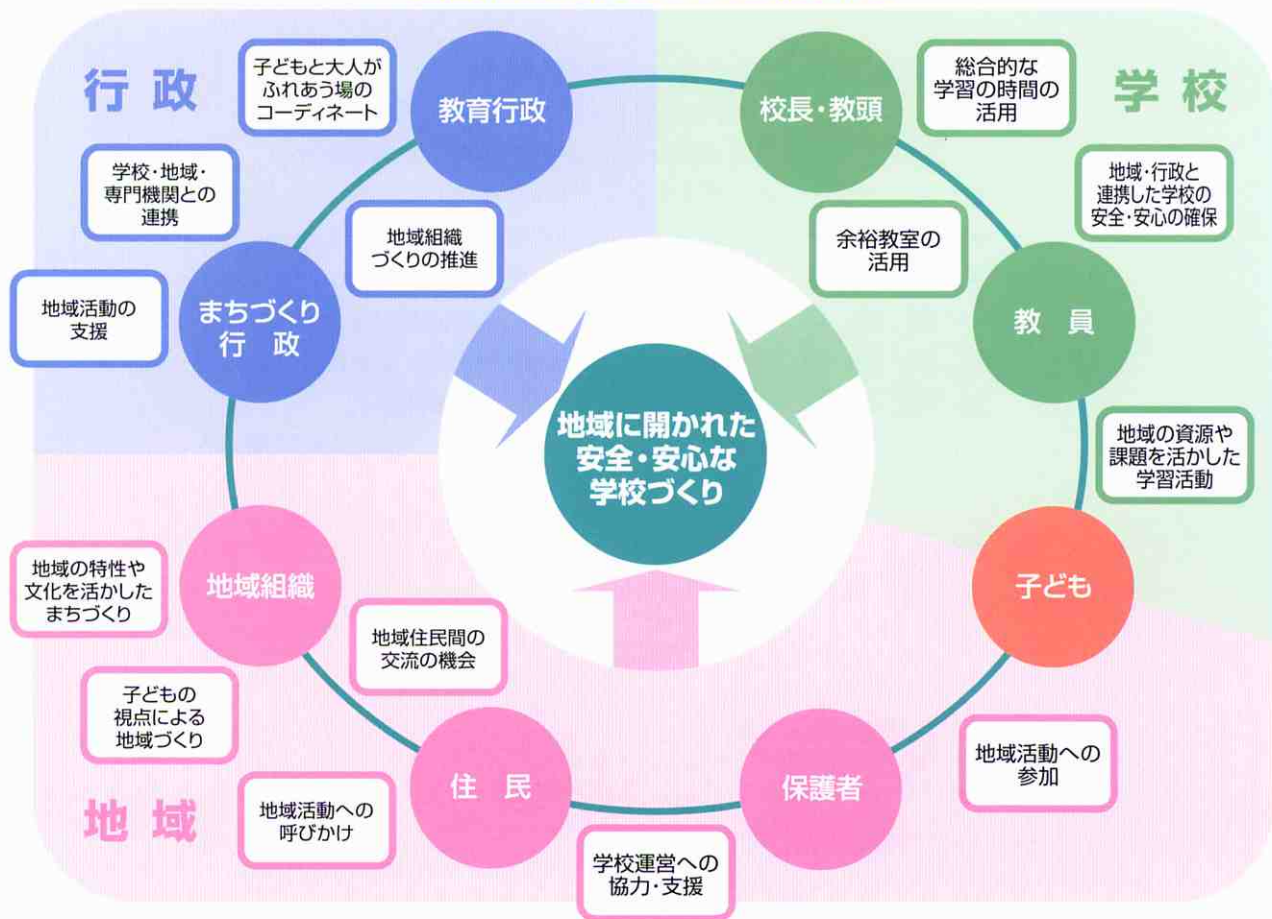 行 政
子どもと大人が
ふれあう場の
コーディネート
教育行政
学校・地域・
専門機関との
連携
地域組織
づくりの推進
地域活動の
支援
まちづくり
行 政
学 校
校長・教頭
総合的な
学習の時間の
活用
地域・行政と
連携した学校の
安全・安心の確保
余裕教室の
活用
教 員
地域の資源や
課題を活かした
学習活動
地域に開かれた
安全・安心な
学校づくり
子ども
地域組織
地域の特性や
文化を活かした
まちづくり
地域住民間の
交流の機会
子どもの
視点による
地域づくり
地 域
地域活動への
呼びかけ
住 民
学校運営への
協力・支援
保護者
地域活動への
参加